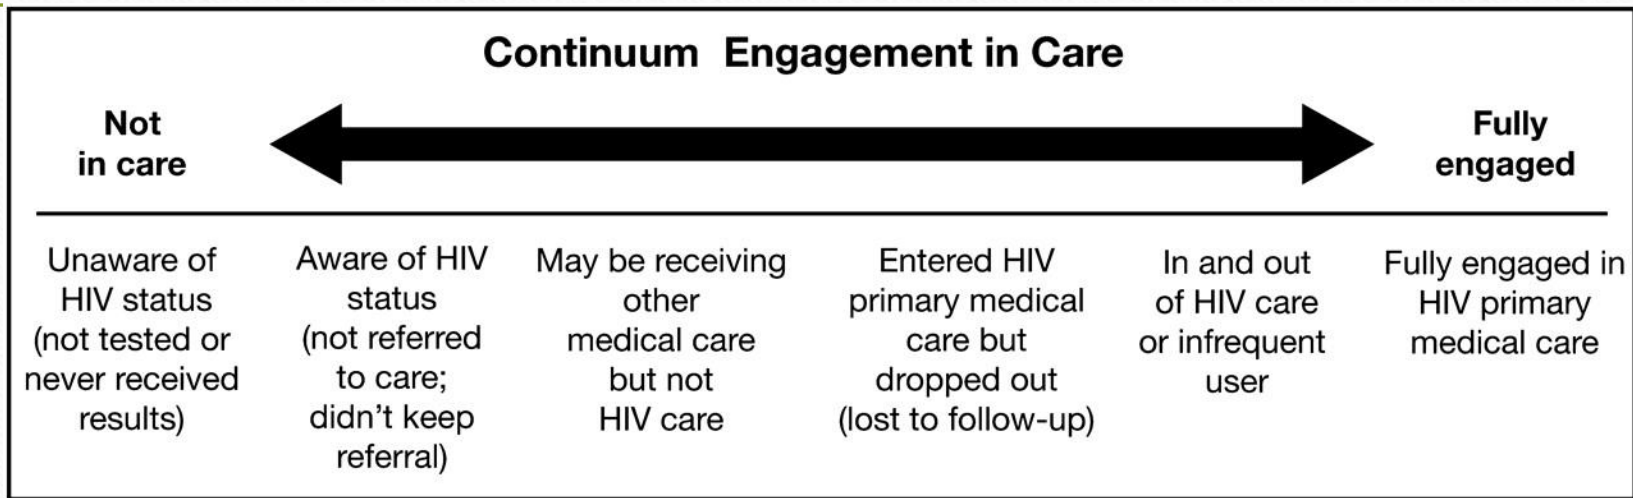 Continuum Engagement in Care
Not
in care
Fully
engaged
Unaware of
HIV status
(not tested or
never received
results)
Aware of HIV
status
(not referred
to care;
didn’t keep
referral)
May be receiving
other
medical care
but not
HIV care
Entered HIV
primary medical
care but
dropped out
(lost to follow-up)
In and out
of HIV care
or infrequent
user
Fully engaged in
HIV primary
medical care